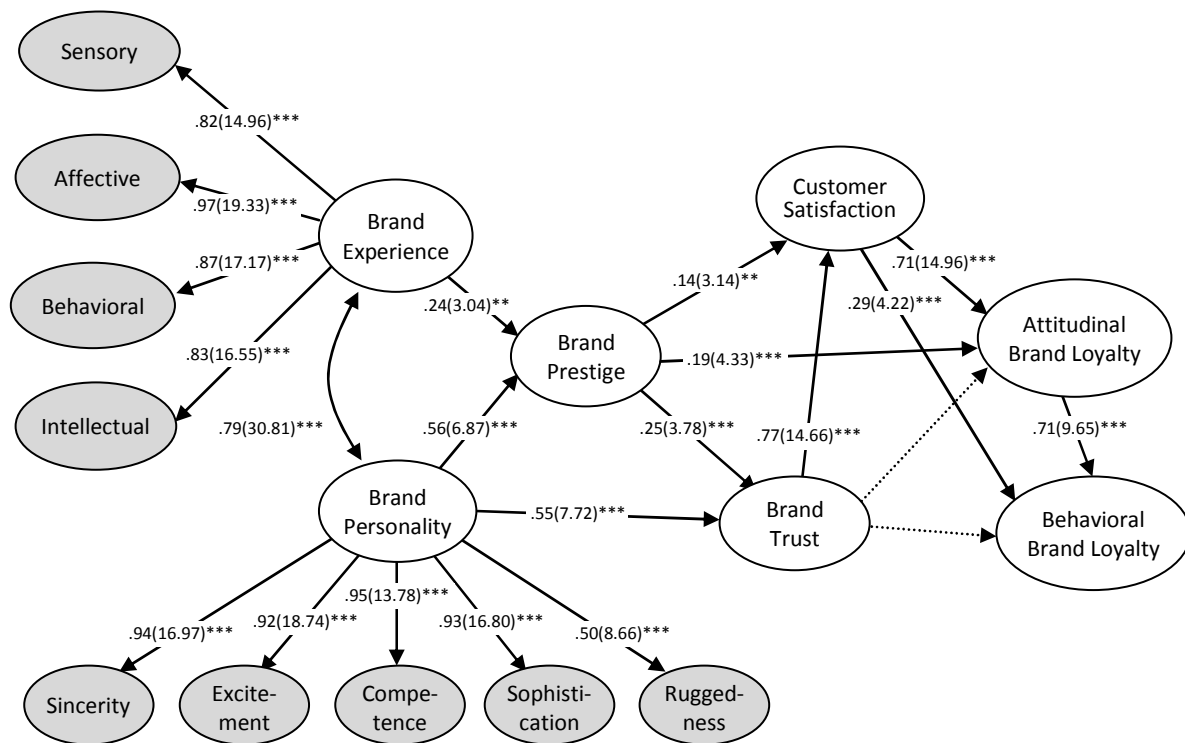 Sensory
.82(14.96)***
Affective
.97(19.33)***
Customer
Satisfaction
Brand
Experience
.87(17.17)***
.71(14.96)***
Behavioral
.14(3.14)**
.24(3.04)**
.29(4.22)***
Attitudinal
Brand Loyalty
Brand
Prestige
.83(16.55)***
.19(4.33)***
Intellectual
.79(30.81)***
.56(6.87)***
.25(3.78)***
.77(14.66)***
.71(9.65)***
Brand
Personality
.55(7.72)***
Brand
Trust
Behavioral
Brand Loyalty
.95(13.78)***
.94(16.97)***
.92(18.74)***
.93(16.80)***
.50(8.66)***
Sincerity
Excite-
ment
Compe-
tence
Sophisti-
cation
Rugged-
ness